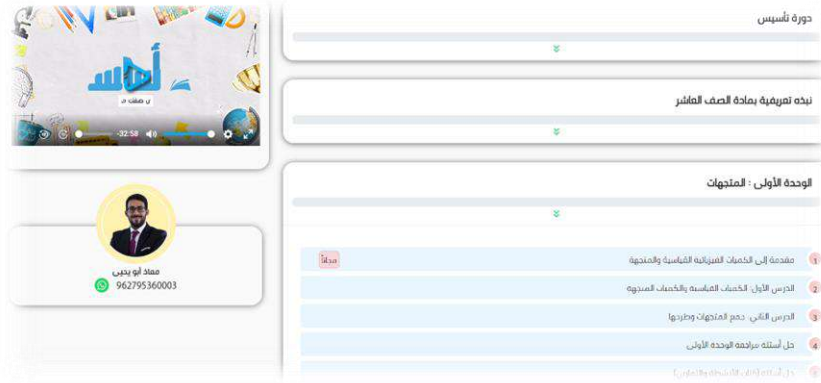 دورة تأسيس
نبذه تعريفية بمادة الصف العاشر
الوحدة الأولى : المتجهات
1 مقدمة إلى الكميات الفيزيائية القياسية والمتجهة
مجاناً
2 الدرس الأول: الكميات القياسية والكميات المتجهة
3 الدرس الثاني: جمع المتجهات وطرحها
4 حل أسئلة مراجعة الوحدة الأولى
-32:58
معاذ أبو يحيى
962795360003